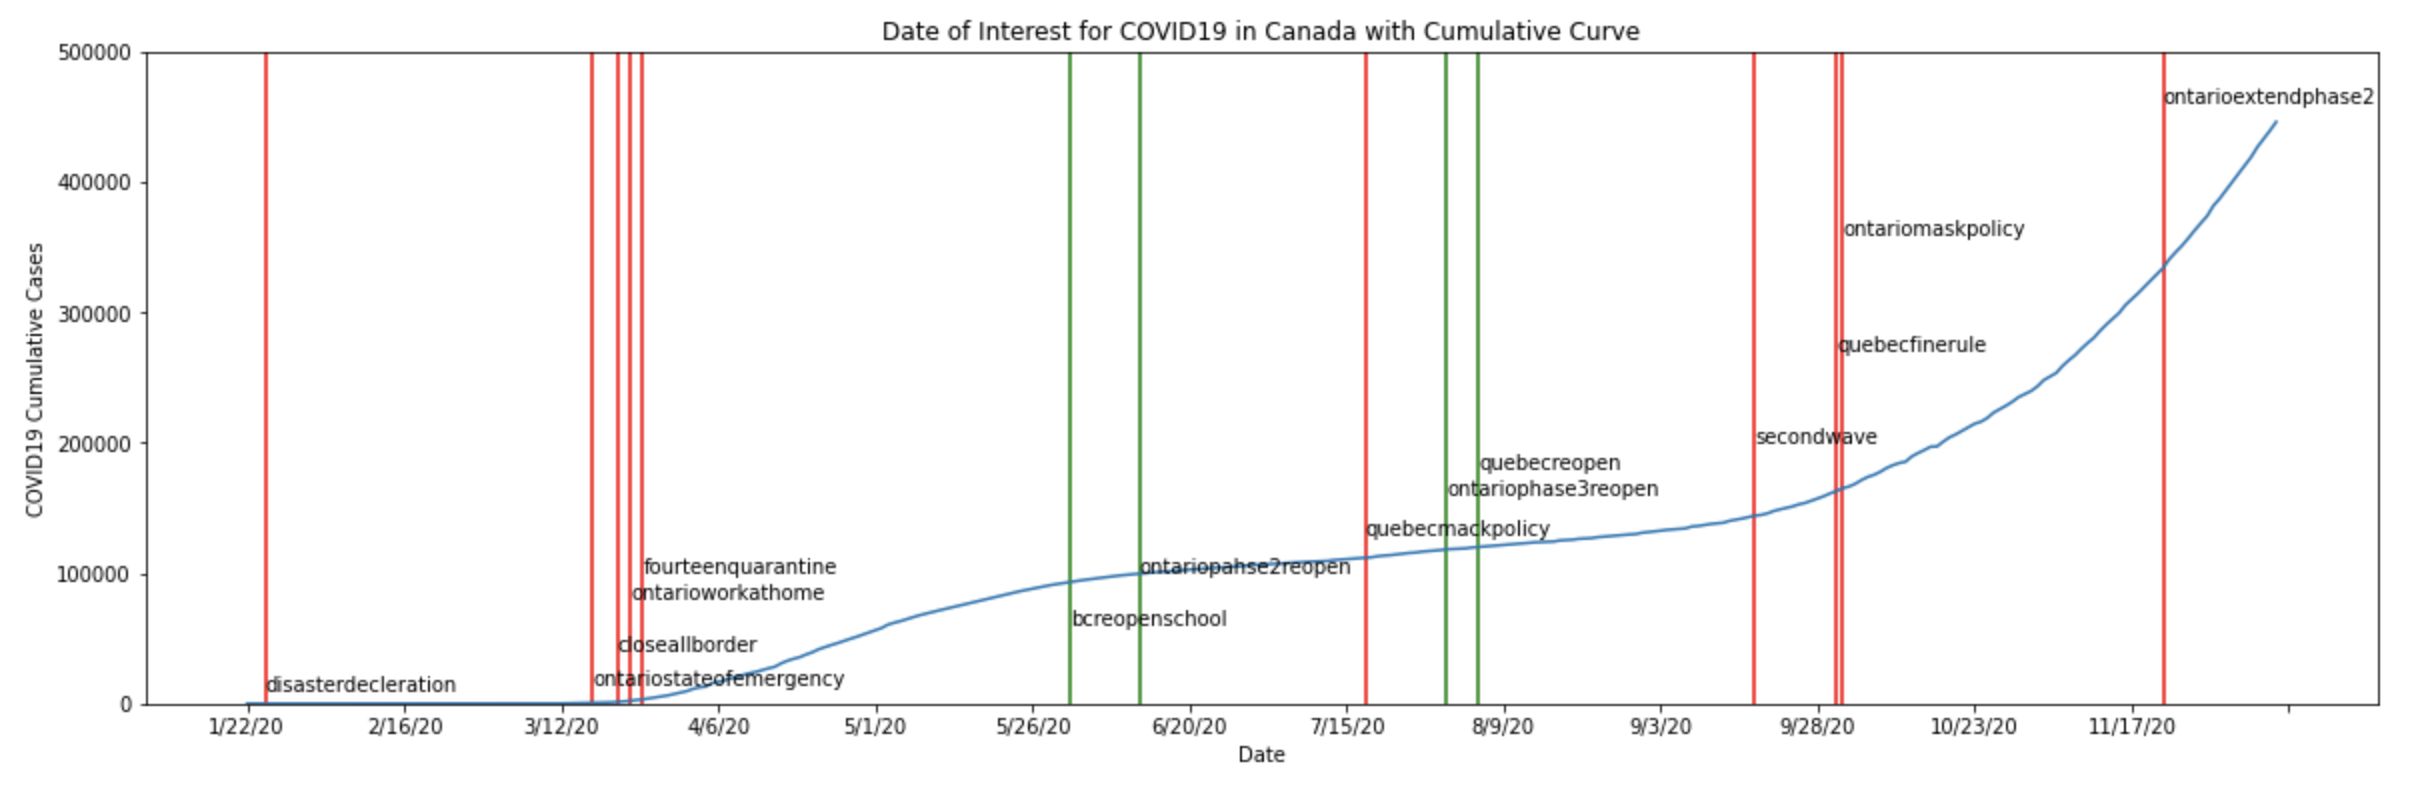 Date of Interest for COVID19 in Canada with Cumulative Curve
500000
400000
300000
200000
100000
0
COVID19 Cumulative Cases
ontarioextendphase2
ontariomaskpolicy
quebecfinerule
secondwave
quebecreopen
ontariophase3reopen
quebecmackpolicy
fourteenquarantine
ontariopahse2reopen
ontarioworkathome
bcreopenschool
closeallborder
ontariostateofemergency
disasterdecleration
1/22/20 2/16/20 3/12/20 4/6/20 5/1/20 5/26/20 6/20/20 7/15/20 8/9/20 9/3/20 9/28/20 10/23/20 11/17/20
Date